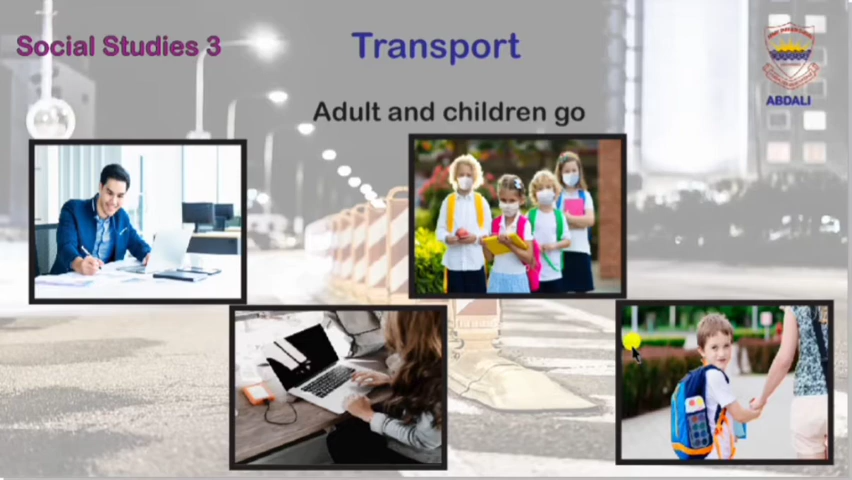 Social Studies 3
Transport
ABDALI
Adult and children go